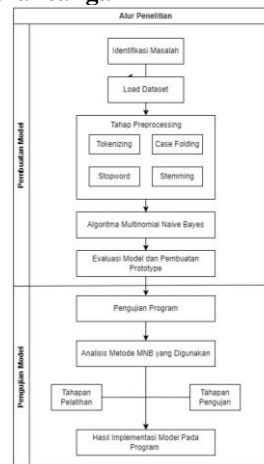 Alur Penelitian
Pembuatan Model
Identifikasi Masalah
Load Dataset
Tahap Preprocessing
Tokenizing
Case Folding
Stopword
Stemming
Algoritma Multinomial Naive Bayes
Evaluasi Model dan Pembuatan
Prototype
Pengujian Model
Pengujian Program
Analisis Metode MNB yang Digunakan
Tahapan
Pelatihan
Tahapan
Pengujan
Hasil Implementasi Model Pada
Program